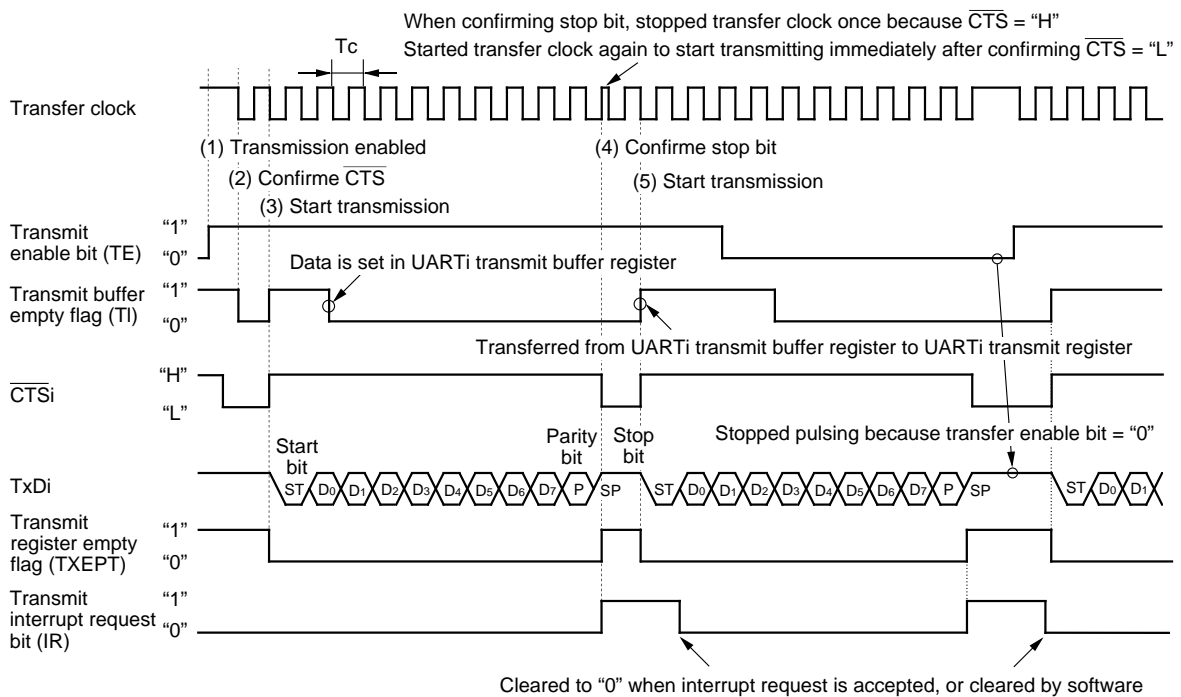 When confirming stop bit, stopped transfer clock once because CTS = “H”
Started transfer clock again to start transmitting immediately after confirming CTS = “L”
Tc
Transfer clock
(1) Transmission enabled
(4) Confirme stop bit
(2) Confirme CTS
(5) Start transmission
(3) Start transmission
Transmit
enable bit (TE)
“1”
“0”
Data is set in UARTi transmit buffer register
Transmit buffer
empty flag (TI)
“1”
“0”
Transferred from UARTi transmit buffer register to UARTi transmit register
CTSi
“H”
“L”
Stopped pulsing because transfer enable bit = “0”
Start
bit
Parity
bit
Stop
bit
TxDi
ST D0 D1 D2 D3 D4 D5 D6 D7 P SP ST D0 D1 D2 D3 D4 D5 D6 D7 P SP ST D0 D1
Transmit
register empty
flag (TXEPT)
“1”
“0”
Transmit
interrupt request
bit (IR)
“1”
“0”
Cleared to “0” when interrupt request is accepted, or cleared by software